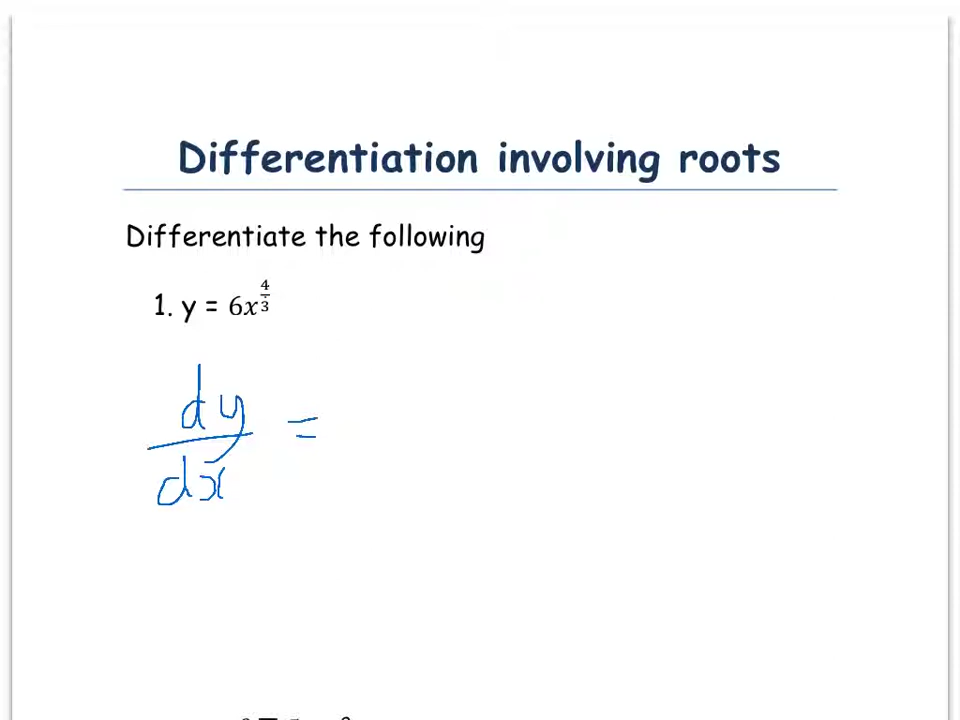 Differentiation involving roots
Differentiate the following
1. y = 6x^{4/3}
dy/dx =